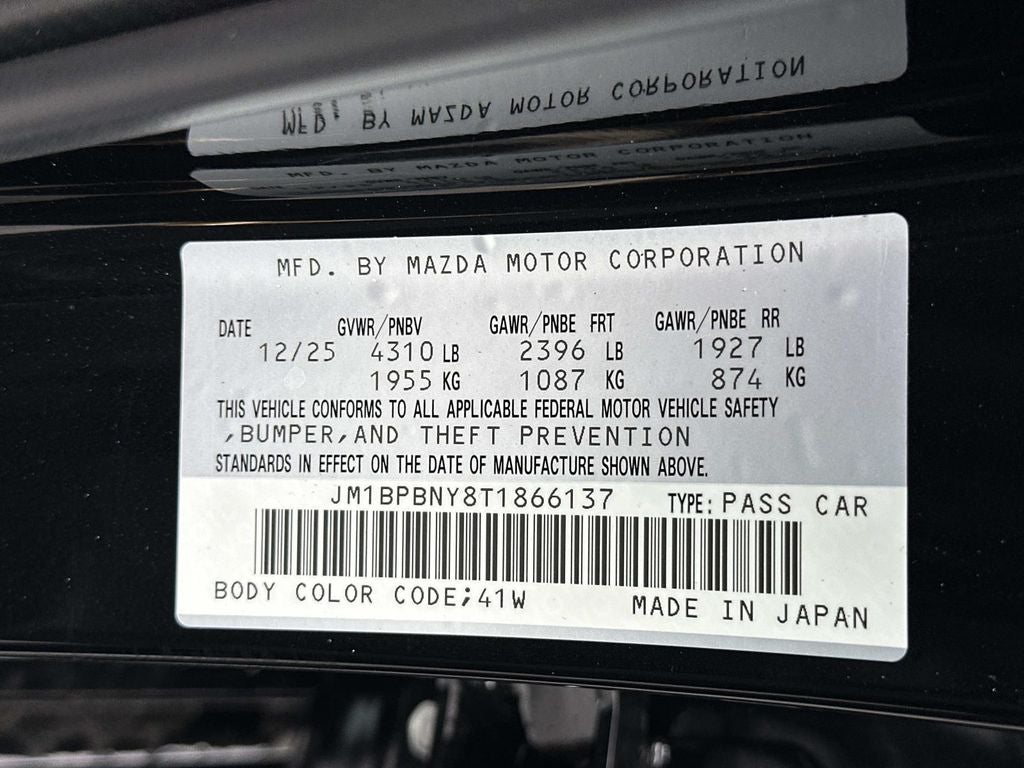 MFD. BY MAZDA MOTOR CORPORATION
MFD. BY MAZDA MOTOR CORPORATION
MFD. BY MAZDA MOTOR CORPORATION
DATE GVWR/PNBV GAWR/PNBE FRT GAWR/PNBE RR
12/25 4310 LB 2396 LB 1927 LB
1955 KG 1087 KG 874 KG
THIS VEHICLE CONFORMS TO ALL APPLICABLE FEDERAL MOTOR VEHICLE SAFETY
,BUMPER,AND THEFT PREVENTION
STANDARDS IN EFFECT ON THE DATE OF MANUFACTURE SHOWN ABOVE.
JM1BPBNY8T1866137 TYPE: PASS CAR
BODY COLOR CODE;41W MADE IN JAPAN